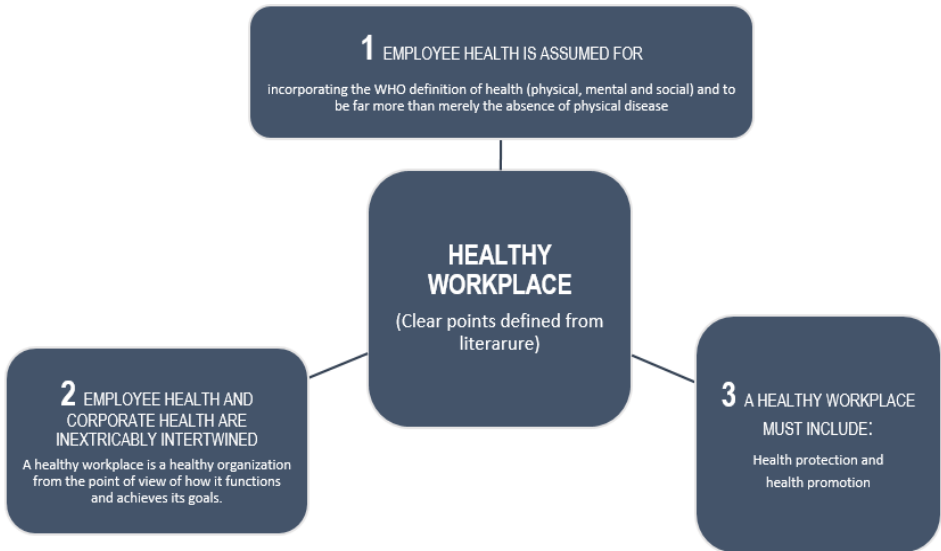 1 EMPLOYEE HEALTH IS ASSUMED FOR
incorporating the WHO definition of health (physical, mental and social) and to
be far more than merely the absence of physical disease
HEALTHY
WORKPLACE
(Clear points defined from
literarure)
2 EMPLOYEE HEALTH AND
CORPORATE HEALTH ARE
INEXTRICABLY INTERTWINED
A healthy workplace is a healthy organization
from the point of view of how it functions
and achieves its goals.
3 A HEALTHY WORKPLACE
MUST INCLUDE:
Health protection and
health promotion